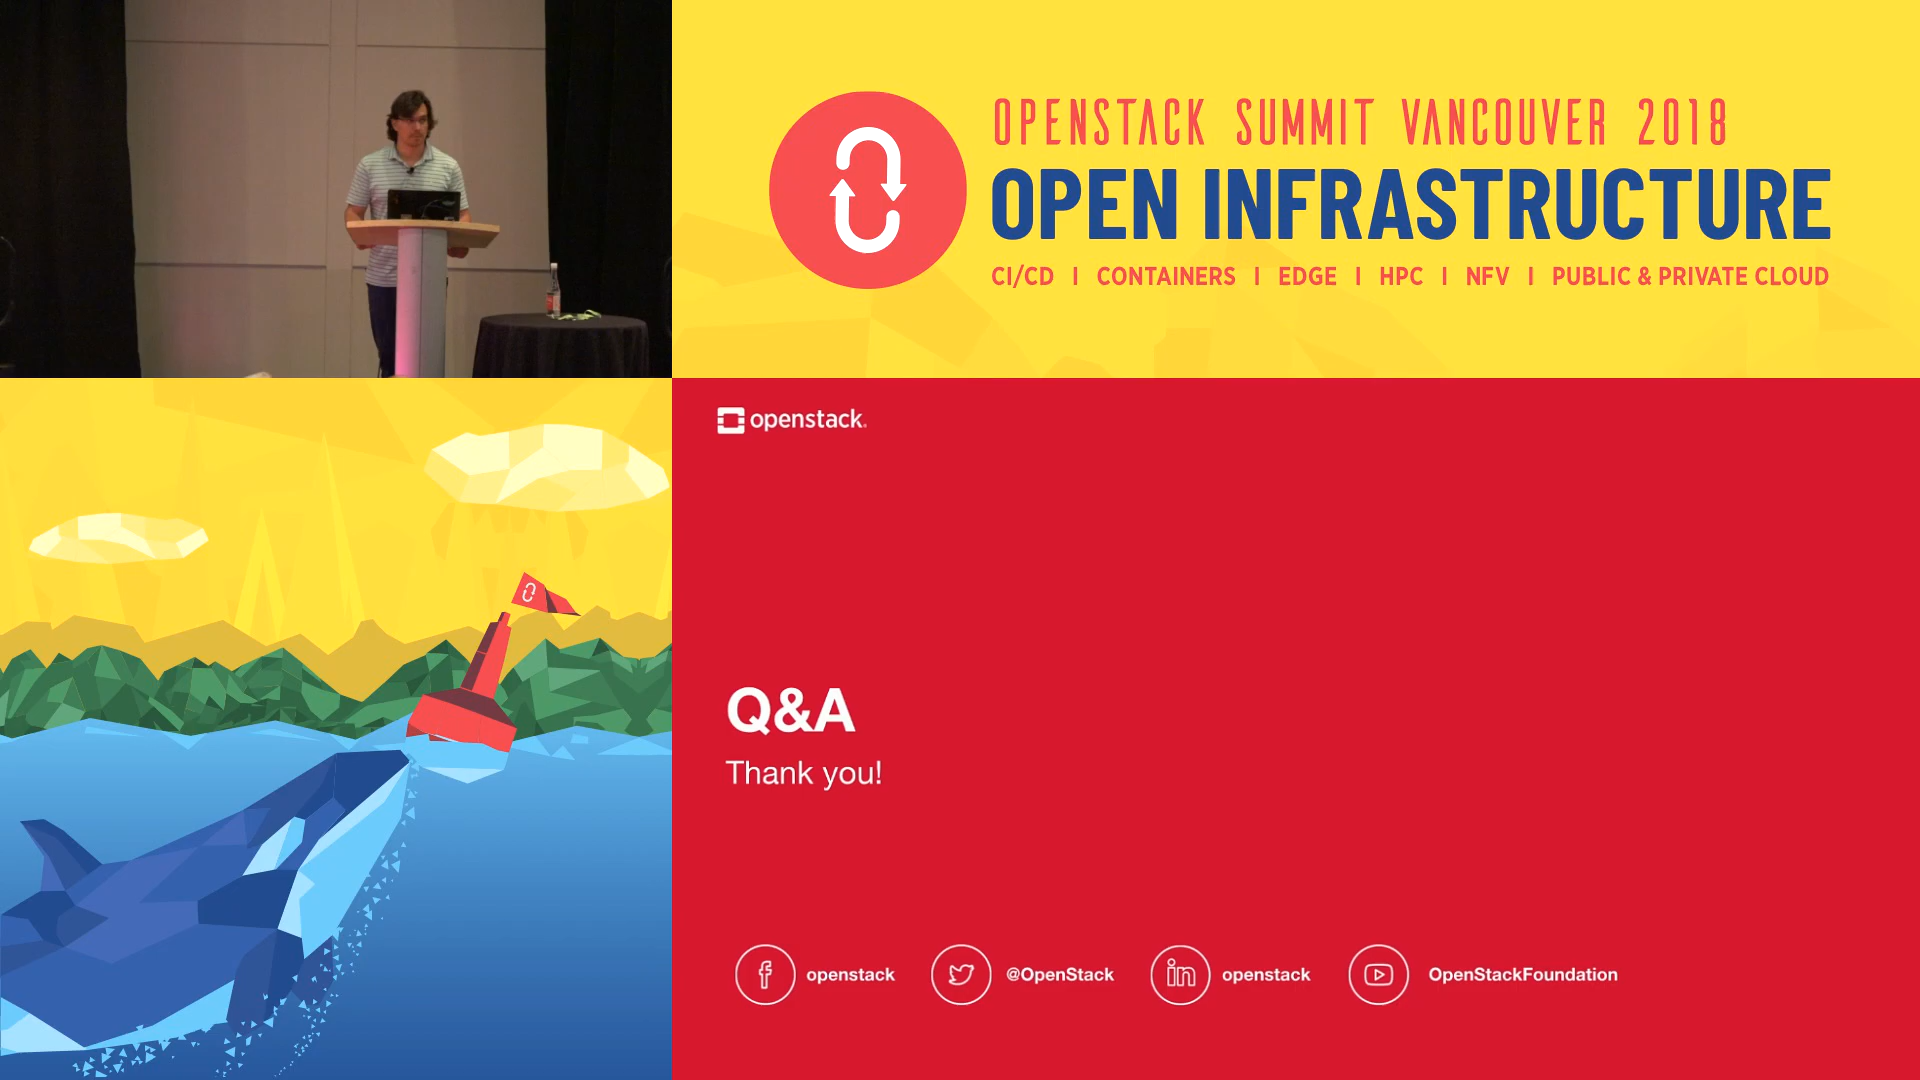 OPENSTACK SUMMIT VANCOUVER 2018
OPEN INFRASTRUCTURE
CI/CD | CONTAINERS | EDGE | HPC | NFV | PUBLIC & PRIVATE CLOUD
openstack.
Q&A
Thank you!
openstack
@OpenStack
openstack
OpenStackFoundation